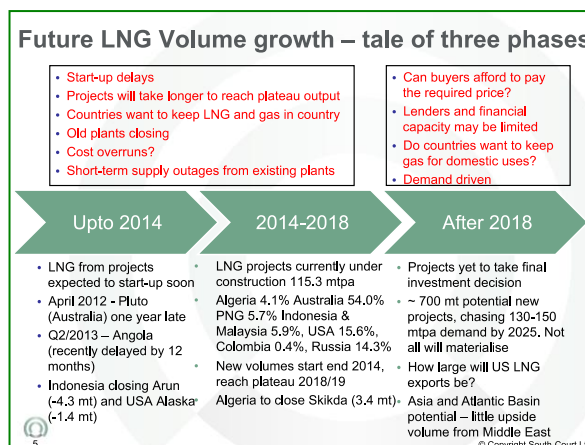 Future LNG Volume growth – tale of three phases
• Start-up delays
• Projects will take longer to reach plateau output
• Countries want to keep LNG and gas in country
• Old plants closing
• Cost overruns?
• Short-term supply outages from existing plants
• Can buyers afford to pay
the required price?
• Lenders and financial
capacity may be limited
• Do countries want to keep
gas for domestic uses?
• Demand driven
Upto 2014
2014-2018
After 2018
• LNG from projects
expected to start-up soon
• April 2012 - Pluto
(Australia) one year late
• Q2/2013 – Angola
(recently delayed by 12
months)
• Indonesia closing Arun
(-4.3 mt) and USA Alaska
(-1.4 mt)
• LNG projects currently under
construction 115.3 mtpa
• Algeria 4.1% Australia 54.0%
PNG 5.7% Indonesia &
Malaysia 5.9%, USA 15.6%,
Colombia 0.4%, Russia 14.3%
• New volumes start end 2014,
reach plateau 2018/19
• Algeria to close Skikda (3.4 mt)
• Projects yet to take final
investment decision
• ~ 700 mt potential new
projects, chasing 130-150
mtpa demand by 2025. Not
all will materialise
• How large will US LNG
exports be?
• Asia and Atlantic Basin
potential – little upside
volume from Middle East
5
© Copyright South-Court L